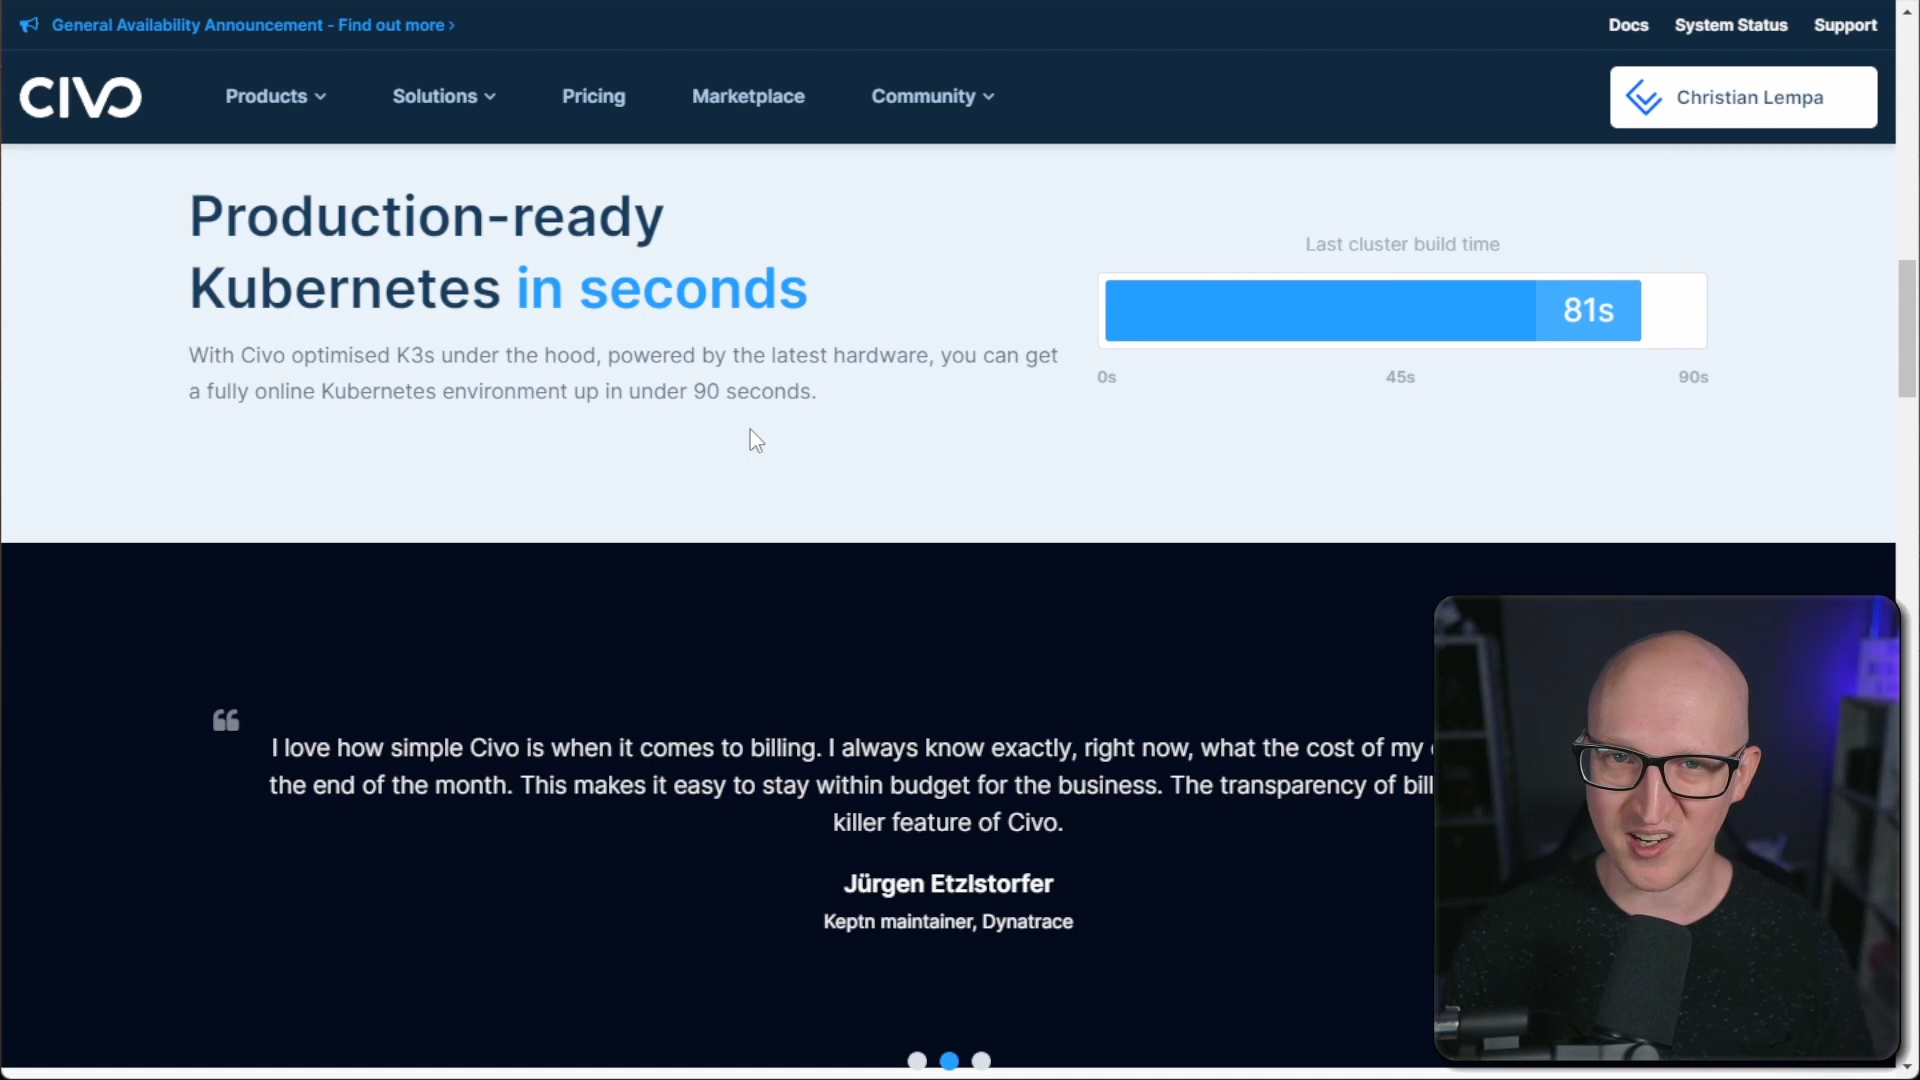 General Availability Announcement - Find out more ›
Docs System Status Support
CIVO Products Solutions Pricing Marketplace Community Christian Lempa
Production-ready
Kubernetes in seconds
With Civo optimised K3s under the hood, powered by the latest hardware, you can get
a fully online Kubernetes environment up in under 90 seconds.
Last cluster build time
81s
0s 45s 90s
I love how simple Civo is when it comes to billing. I always know exactly, right now, what the cost of my
the end of the month. This makes it easy to stay within budget for the business. The transparency of bill
killer feature of Civo.
Jürgen Etzlstorfer
Keptn maintainer, Dynatrace